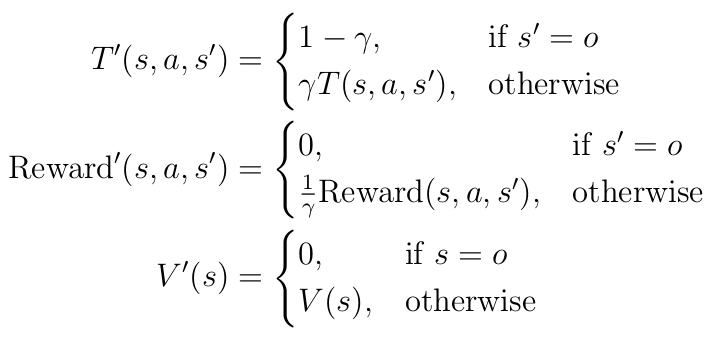 T′(s, a, s′) = { 1 − γ, if s′ = o
γT(s, a, s′), otherwise
Reward′(s, a, s′) = { 0, if s′ = o
1/γ Reward(s, a, s′), otherwise
V′(s) = { 0, if s = o
V(s), otherwise